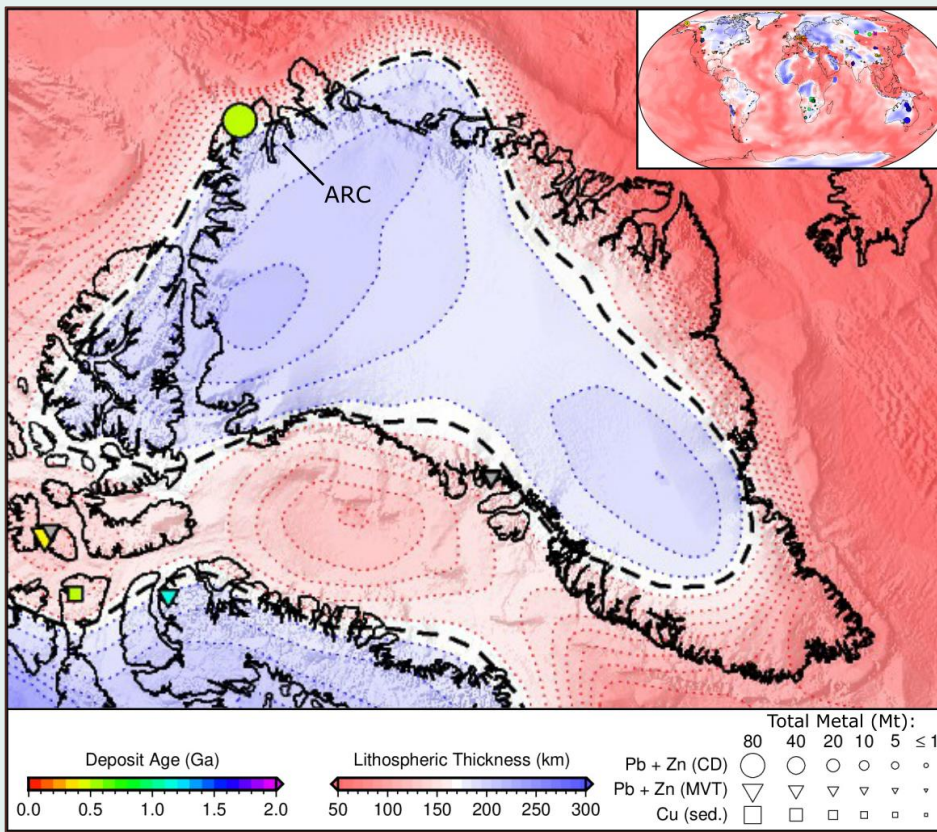 ARC
Total Metal (Mt):
Deposit Age (Ga)
Lithospheric Thickness (km)
80 40 20 10 5 ≤ 1
Pb + Zn (CD)
Pb + Zn (MVT)
Cu (sed.)
0.0 0.5 1.0 1.5 2.0
50 100 150 200 250 300